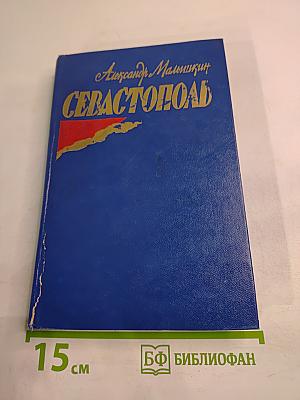 Александр Малышкин
СЕВАСТОПОЛЬ
15 см
БФ БИБЛИОФАН